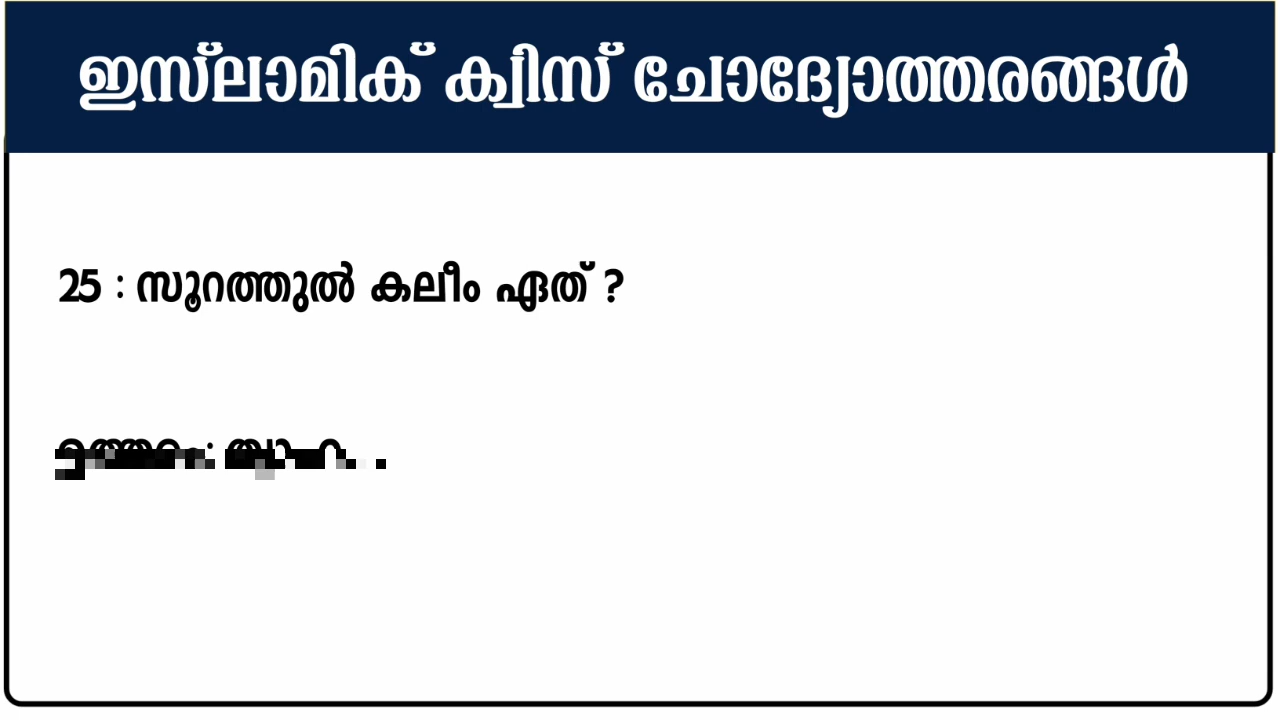 ഇസ്‌ലാമിക് ക്വിസ് ചോദ്യോത്തരങ്ങൾ
25 : സൂറത്തുൽ കലീം ഏത് ?